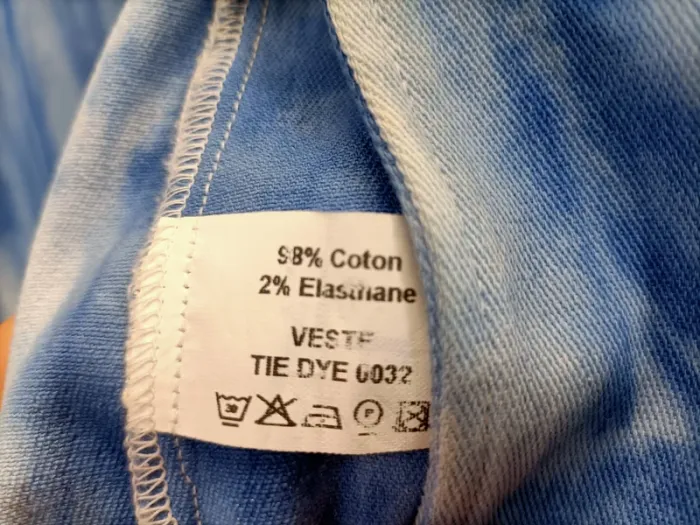 98% Coton
2% Elasthane
VESTE
TIE DYE 0032
P